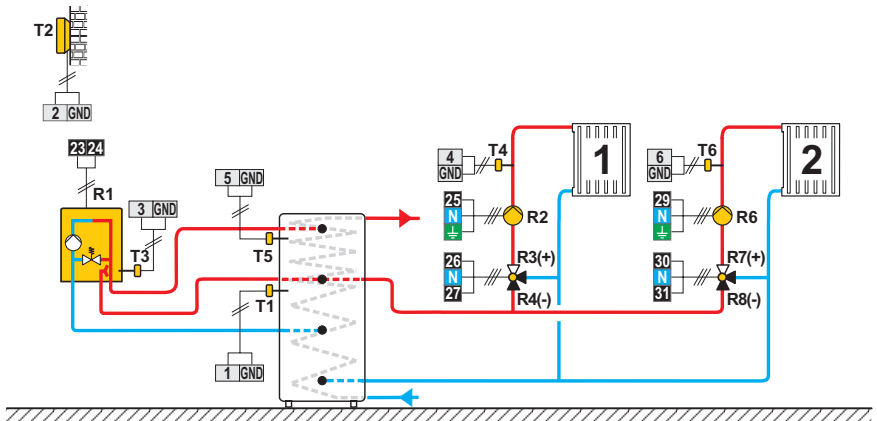 T2
2 GND
23 24
R1
3 GND
T3
5 GND
T5
T1
1 GND
4
GND
T4
1
25
N
R2
26
N
27
R3(+)
R4(-)
6
GND
T6
2
29
N
R6
30
N
31
R7(+)
R8(-)